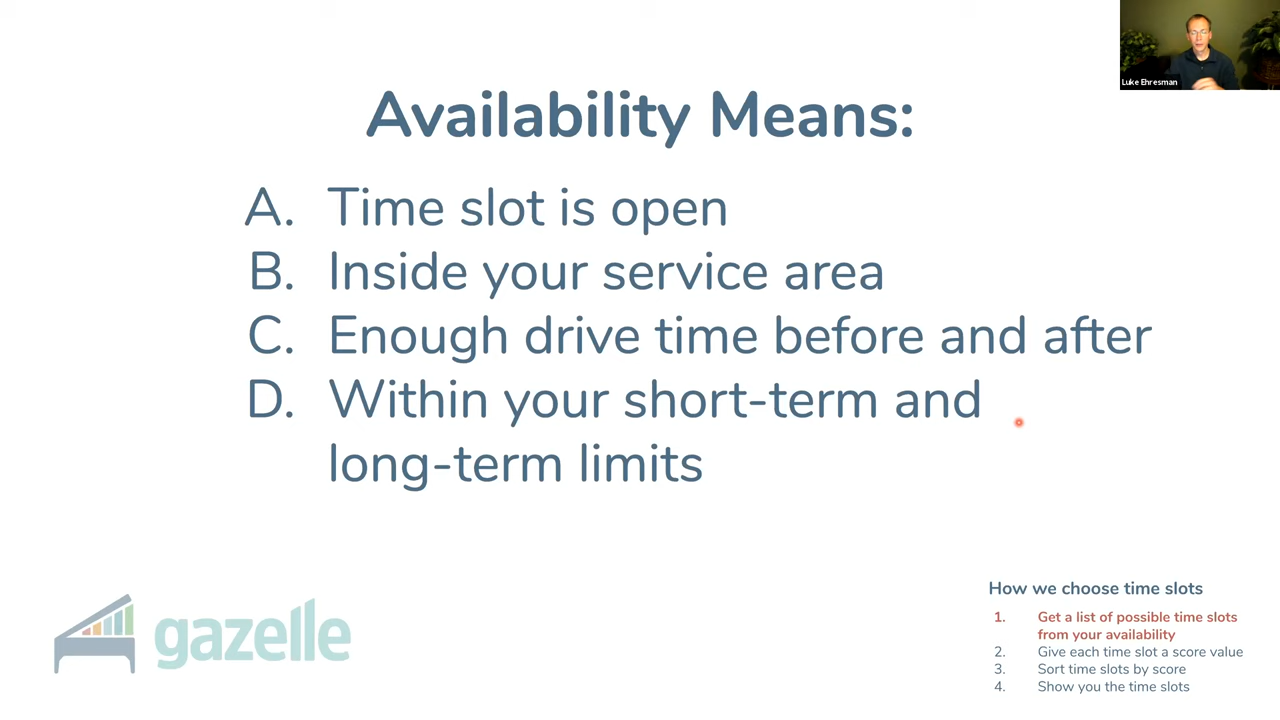 Luke Ehresman
Availability Means:
A. Time slot is open
B. Inside your service area
C. Enough drive time before and after
D. Within your short-term and
long-term limits
gazelle
How we choose time slots
1. Get a list of possible time slots
from your availability
2. Give each time slot a score value
3. Sort time slots by score
4. Show you the time slots